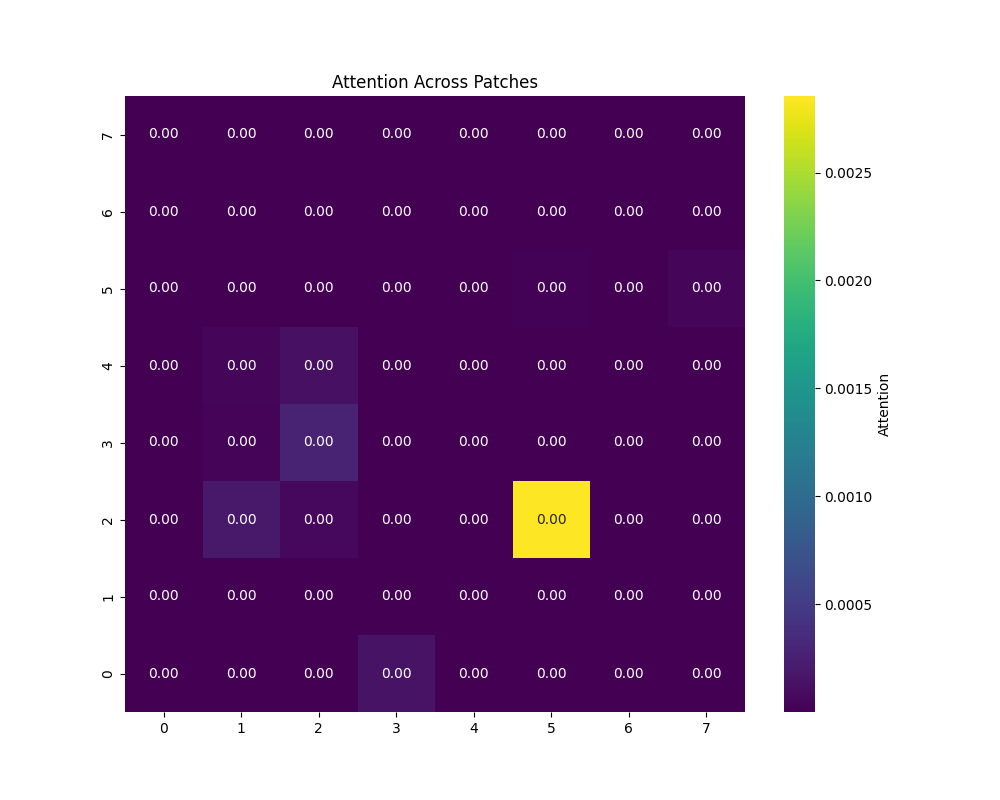 Attention Across Patches
7 0.00 0.00 0.00 0.00 0.00 0.00 0.00 0.00
6 0.00 0.00 0.00 0.00 0.00 0.00 0.00 0.00
5 0.00 0.00 0.00 0.00 0.00 0.00 0.00 0.00
4 0.00 0.00 0.00 0.00 0.00 0.00 0.00 0.00
3 0.00 0.00 0.00 0.00 0.00 0.00 0.00 0.00
2 0.00 0.00 0.00 0.00 0.00 0.00 0.00 0.00
1 0.00 0.00 0.00 0.00 0.00 0.00 0.00 0.00
0 0.00 0.00 0.00 0.00 0.00 0.00 0.00 0.00
0 1 2 3 4 5 6 7
0.0025
0.0020
0.0015
0.0010
0.0005
Attention